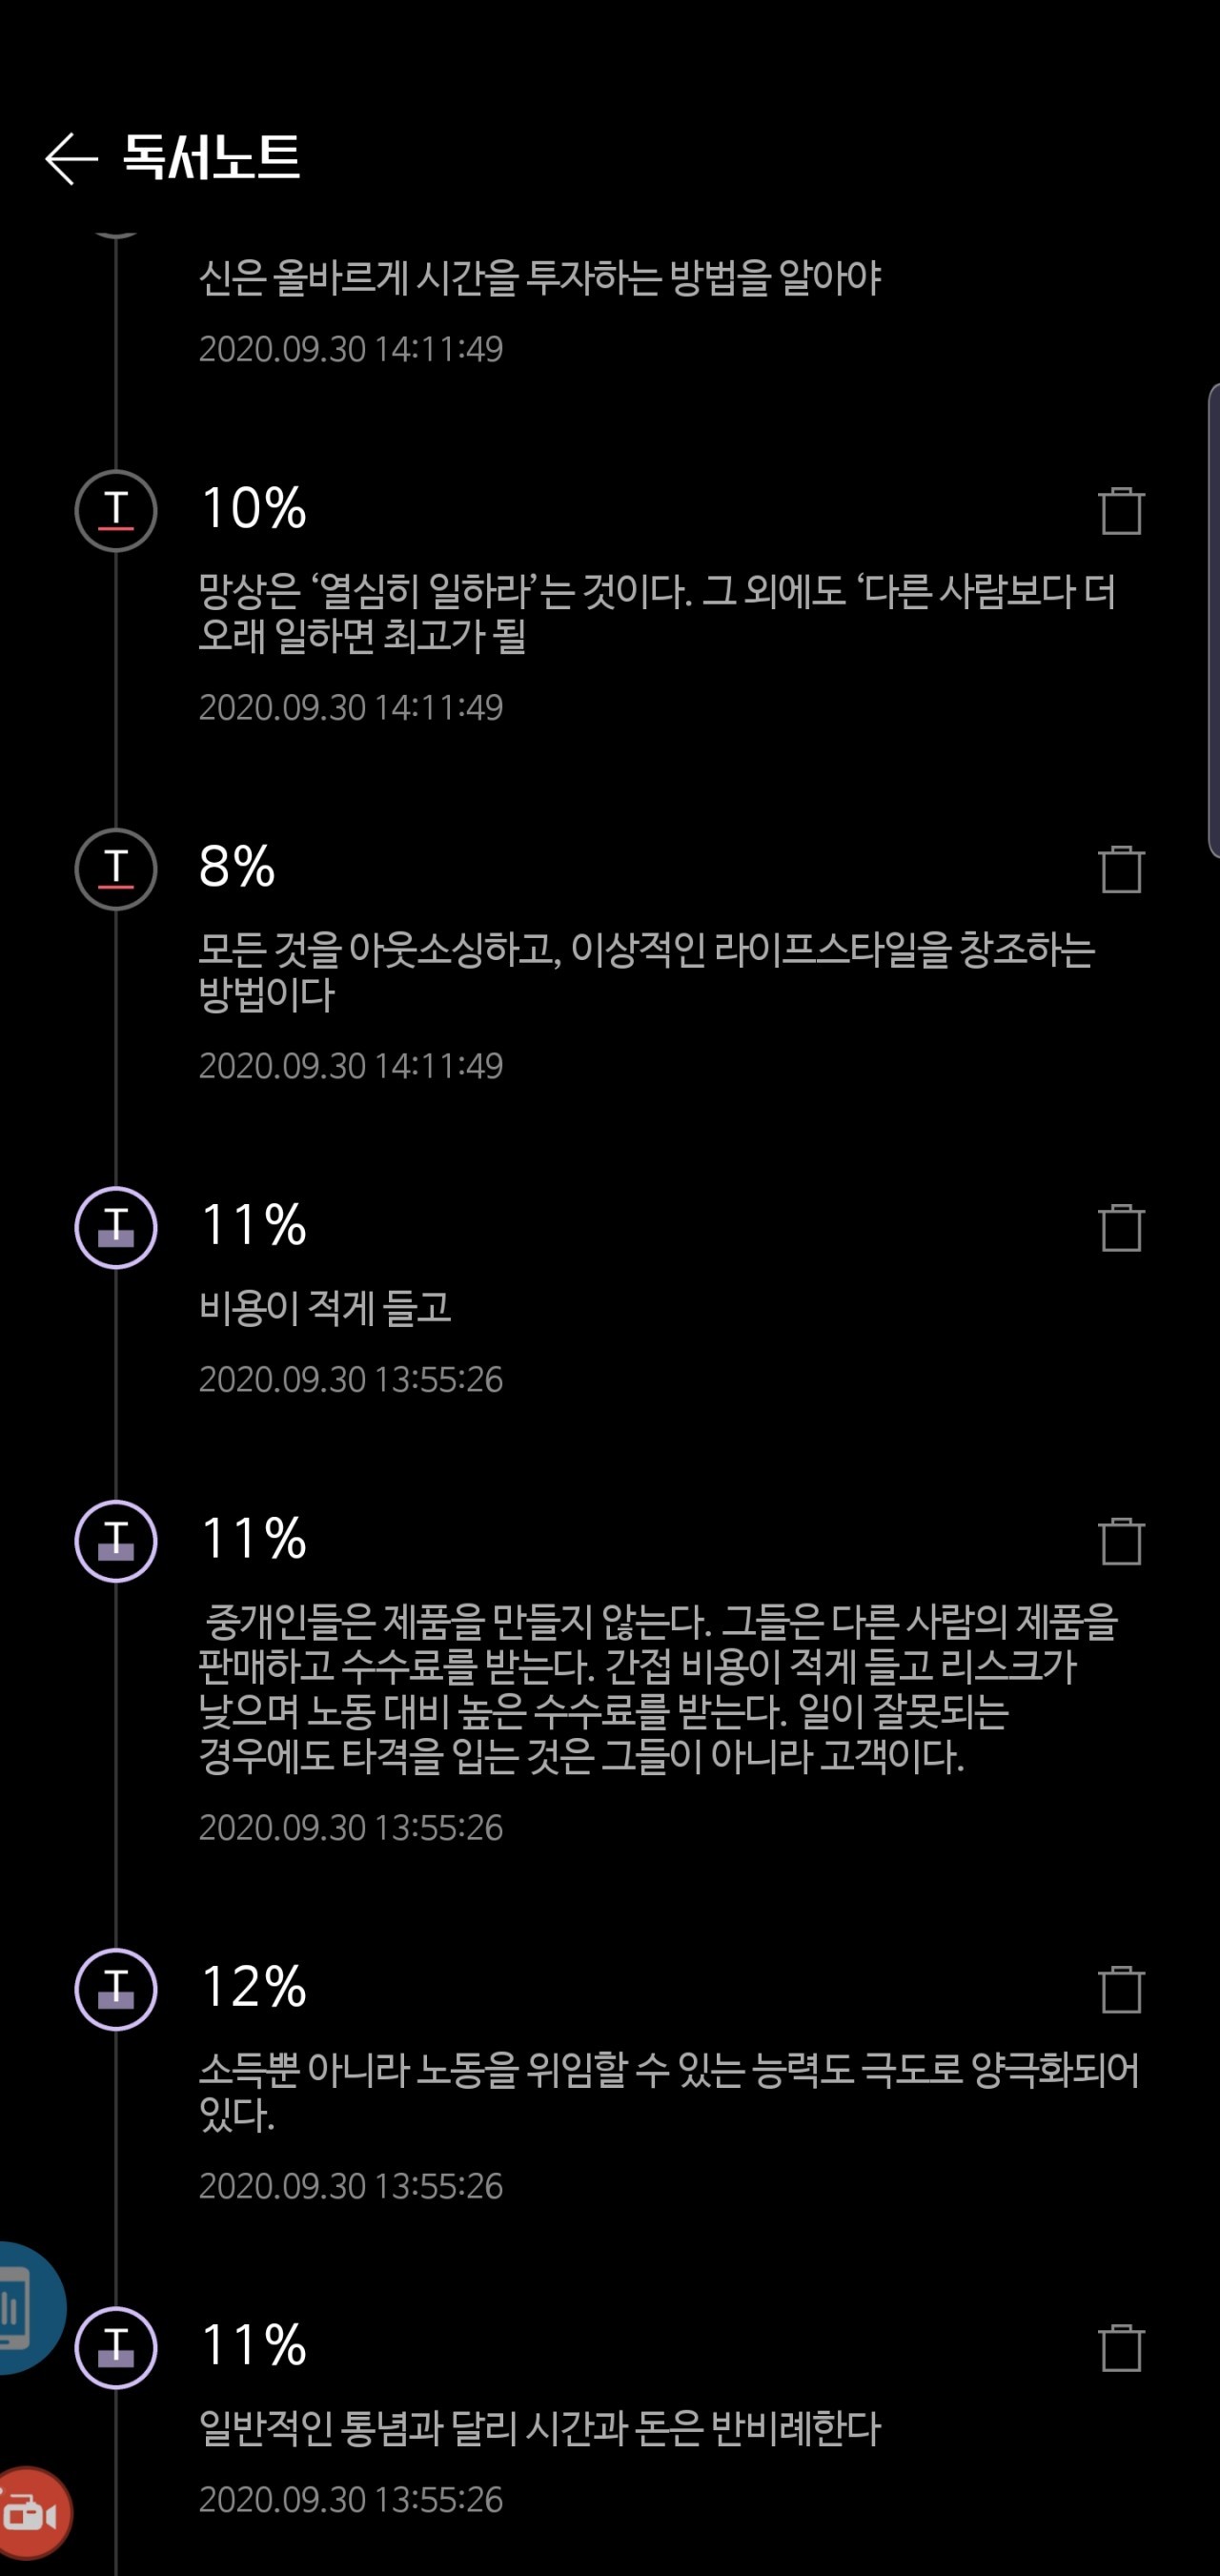 독서노트
신은 올바르게 시간을 투자하는 방법을 알아야
2020.09.30 14:11:49
T
10%
망상은 ‘열심히 일하라’는 것이다. 그 외에도 ‘다른 사람보다 더
오래 일하면 최고가 될
2020.09.30 14:11:49
T
8%
모든 것을 아웃소싱하고, 이상적인 라이프스타일을 창조하는
방법이다
2020.09.30 14:11:49
T
11%
비용이 적게 들고
2020.09.30 13:55:26
T
11%
중개인들은 제품을 만들지 않는다. 그들은 다른 사람의 제품을
판매하고 수수료를 받는다. 간접 비용이 적게 들고 리스크가
낮으며 노동 대비 높은 수수료를 받는다. 일이 잘못되는
경우에도 타격을 입는 것은 그들이 아니라 고객이다.
2020.09.30 13:55:26
T
12%
소득뿐 아니라 노동을 위임할 수 있는 능력도 극도로 양극화되어
있다.
2020.09.30 13:55:26
T
11%
일반적인 통념과 달리 시간과 돈은 반비례한다
2020.09.30 13:55:26